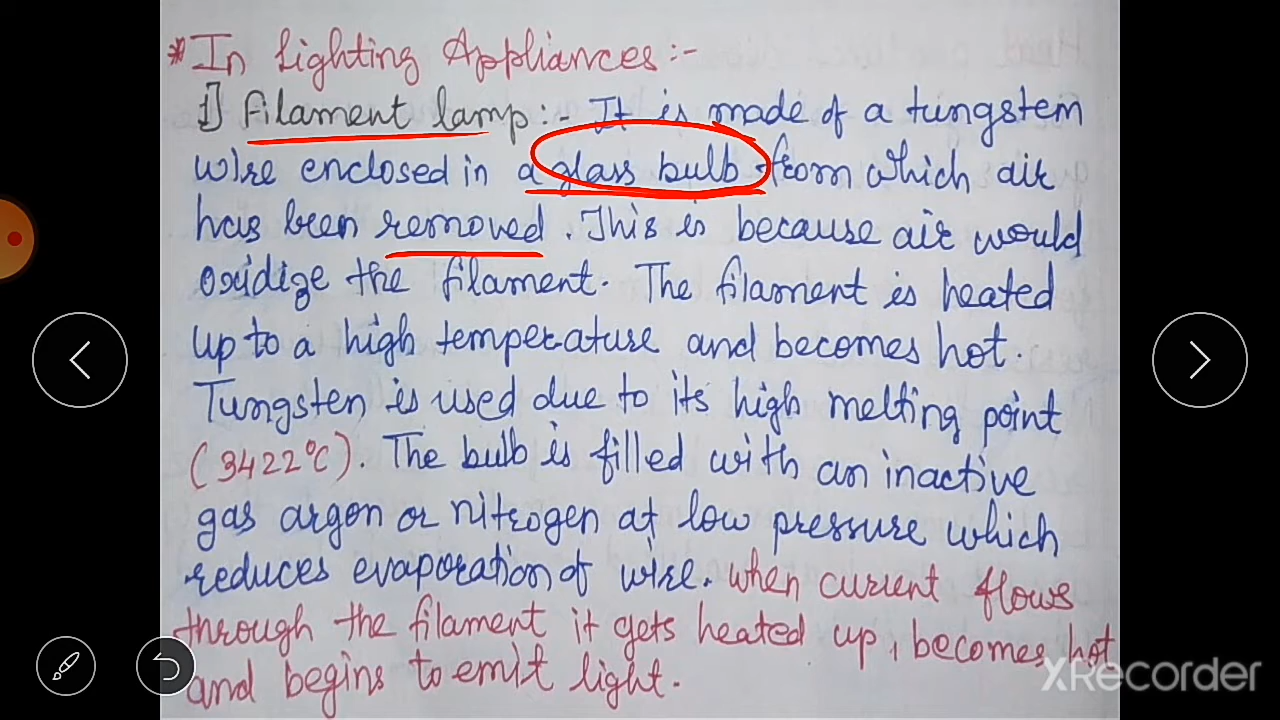 * In Lighting Appliances:-
1] Filament lamp:- It is made of a tungstem
wire enclosed in a glass bulb from which air
has been removed. This is because air would
oxidize the filament. The filament is heated
up to a high temperature and becomes hot.
Tungsten is used due to its high melting point
(3422°C). The bulb is filled with an inactive
gas argon or nitrogen at low pressure which
reduces evaporation of wire. when current flows
through the filament it gets heated up, becomes hot
and begins to emit light.
XRecorder